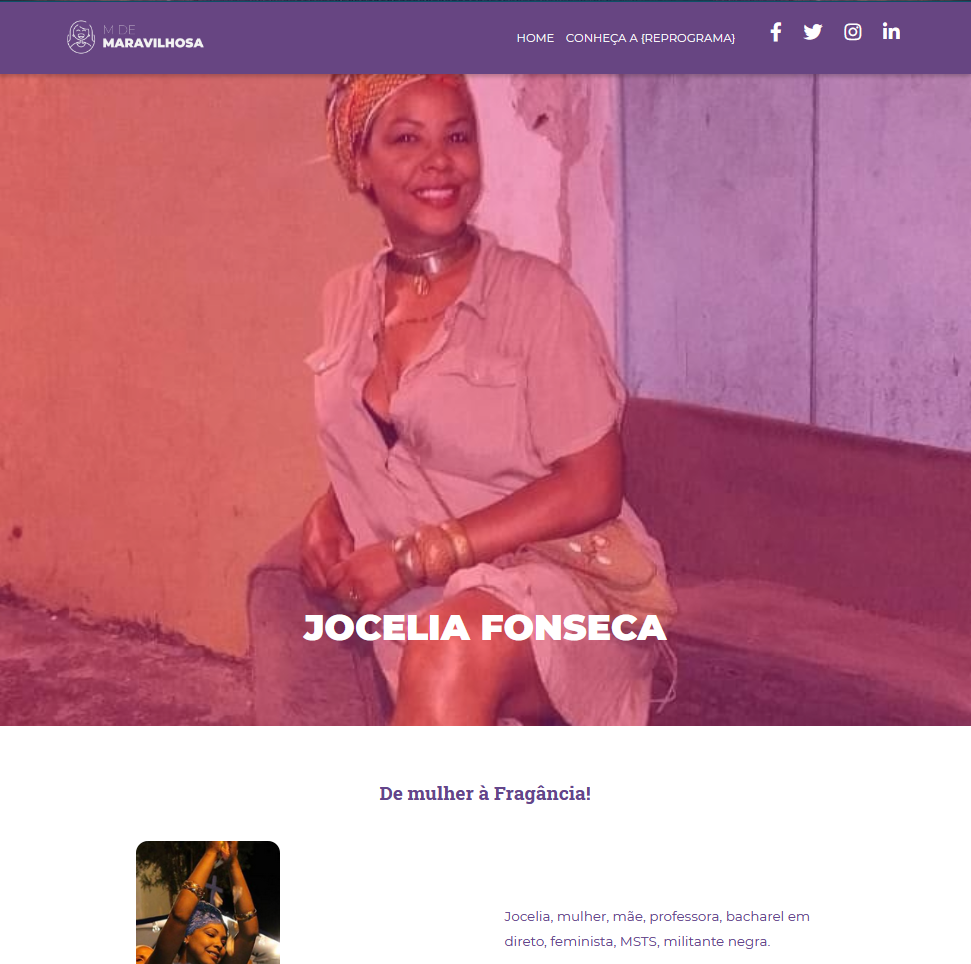 M DE
MARAVILHOSA
HOME CONHEÇA A {REPROGRAMA}
JOCELIA FONSECA
De mulher à Fragância!
Jocelia, mulher, mãe, professora, bacharel em
direto, feminista, MSTS, militante negra.